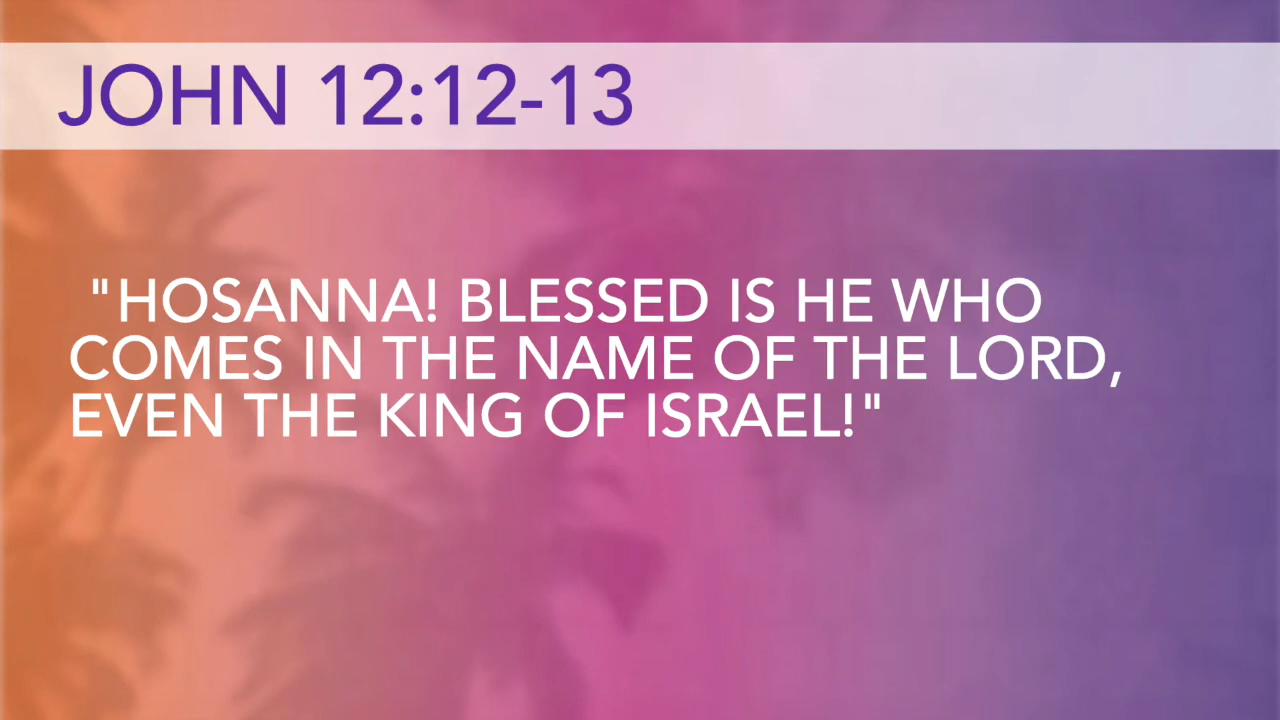 JOHN 12:12-13
"HOSANNA! BLESSED IS HE WHO
COMES IN THE NAME OF THE LORD,
EVEN THE KING OF ISRAEL!"